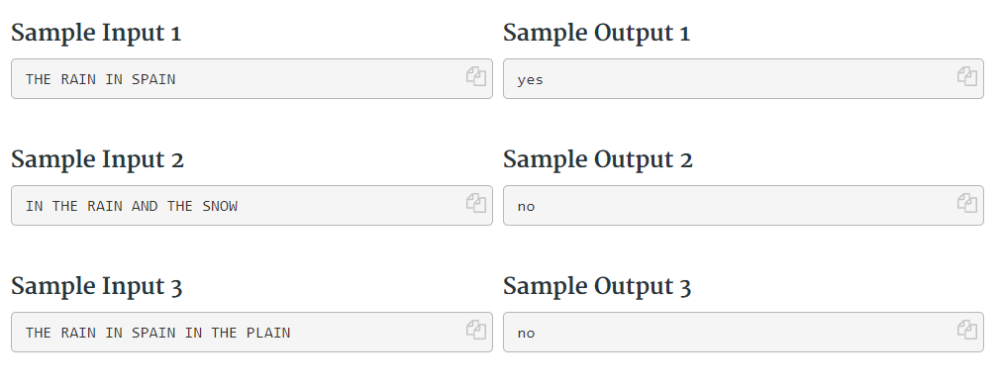 Sample Input 1
Sample Output 1
THE RAIN IN SPAIN
yes
Sample Input 2
Sample Output 2
IN THE RAIN AND THE SNOW
no
Sample Input 3
Sample Output 3
THE RAIN IN SPAIN IN THE PLAIN
no